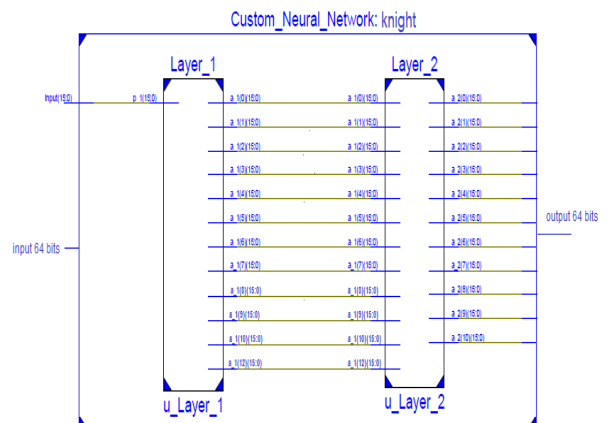 Custom_Neural_Network: knight
Layer_1 Layer_2
Input(15:0) p_1(15:0) a_1(0)(15:0) a_1(0)(15:0) a_2(0)(15:0)
a_1(1)(15:0) a_1(1)(15:0) a_2(1)(15:0)
a_1(2)(15:0) a_1(2)(15:0) a_2(2)(15:0)
a_1(3)(15:0) a_1(3)(15:0) a_2(3)(15:0)
a_1(4)(15:0) a_1(4)(15:0) a_2(4)(15:0)
a_1(5)(15:0) a_1(5)(15:0) a_2(5)(15:0) output 64 bits
input 64 bits a_1(6)(15:0) a_1(6)(15:0) a_2(6)(15:0)
a_1(7)(15:0) a_1(7)(15:0) a_2(7)(15:0)
a_1(8)(15:0) a_1(8)(15:0) a_2(8)(15:0)
a_1(9)(15:0) a_1(9)(15:0) a_2(9)(15:0)
a_1(10)(15:0) a_1(10)(15:0) a_2(10)(15:0)
a_1(12)(15:0) a_1(12)(15:0)
u_Layer_1 u_Layer_2